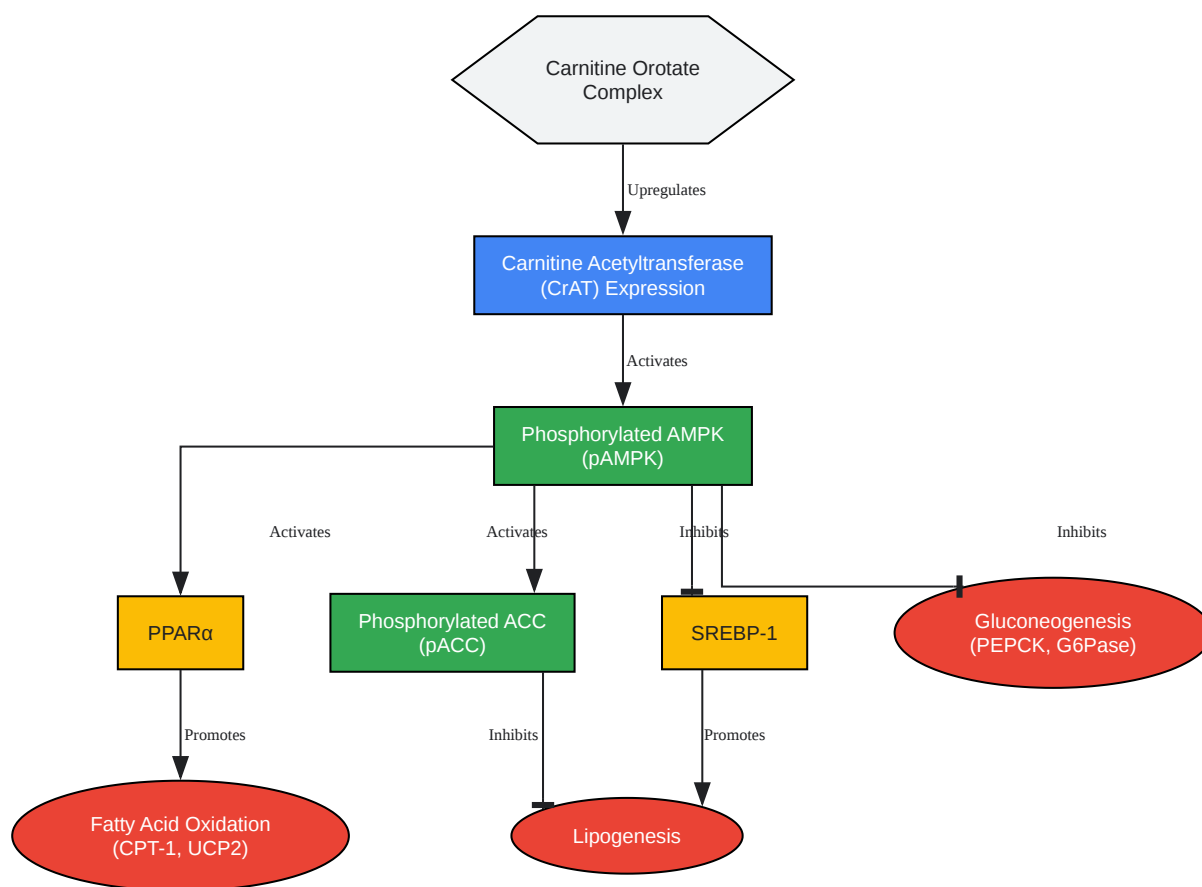 Carnitine Orotate
Complex
Upregulates
Carnitine Acetyltransferase
(CrAT) Expression
Activates
Phosphorylated AMPK
(pAMPK)
Activates
Activates
Inhibits
Inhibits
PPARα
Phosphorylated ACC
(pACC)
SREBP-1
Gluconeogenesis
(PEPCK, G6Pase)
Promotes
Inhibits
Promotes
Fatty Acid Oxidation
(CPT-1, UCP2)
Lipogenesis